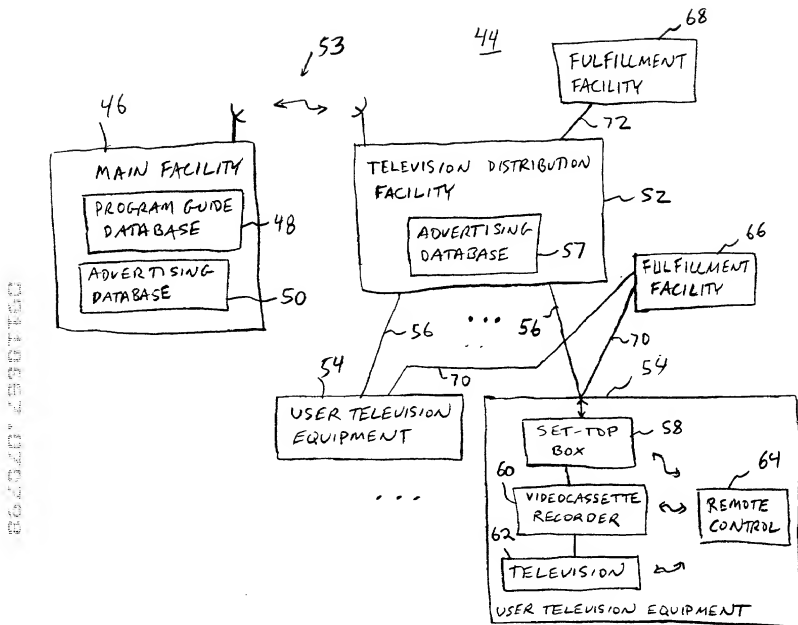 44
68
FULFILLMENT
FACILITY
53
46
72
MAIN FACILITY
PROGRAM GUIDE
DATABASE
48
ADVERTISING
DATABASE
50
TELEVISION DISTRIBUTION
FACILITY
52
ADVERTISING
DATABASE
57
66
FULFILLMENT
FACILITY
56
...
56
70
54
70
54
USER TELEVISION
EQUIPMENT
...
SET-TOP
BOX
58
60
VIDEOCASSETTE
RECORDER
64
REMOTE
CONTROL
62
TELEVISION
USER TELEVISION EQUIPMENT